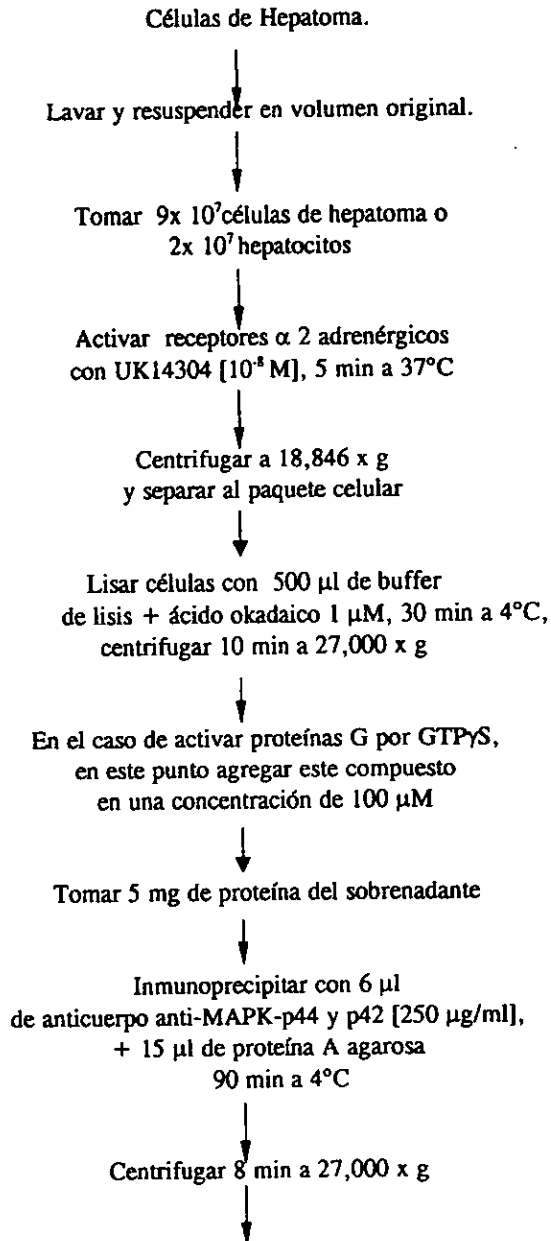 Células de Hepatoma.
Lavar y resuspender en volumen original.
Tomar 9x 10⁷células de hepatoma o
2x 10⁷ hepatocitos
Activar receptores α 2 adrenérgicos
con UK14304 [10⁻⁸ M], 5 min a 37°C
Centrifugar a 18,846 x g
y separar al paquete celular
Lisar células con 500 μl de buffer
de lisis + ácido okadaico 1 μM, 30 min a 4°C,
centrifugar 10 min a 27,000 x g
En el caso de activar proteínas G por GTPγS,
en este punto agregar este compuesto
en una concentración de 100 μM
Tomar 5 mg de proteína del sobrenadante
Inmunoprecipitar con 6 μl
de anticuerpo anti-MAPK-p44 y p42 [250 μg/ml],
+ 15 μl de proteína A agarosa
90 min a 4°C
Centrifugar 8 min a 27,000 x g